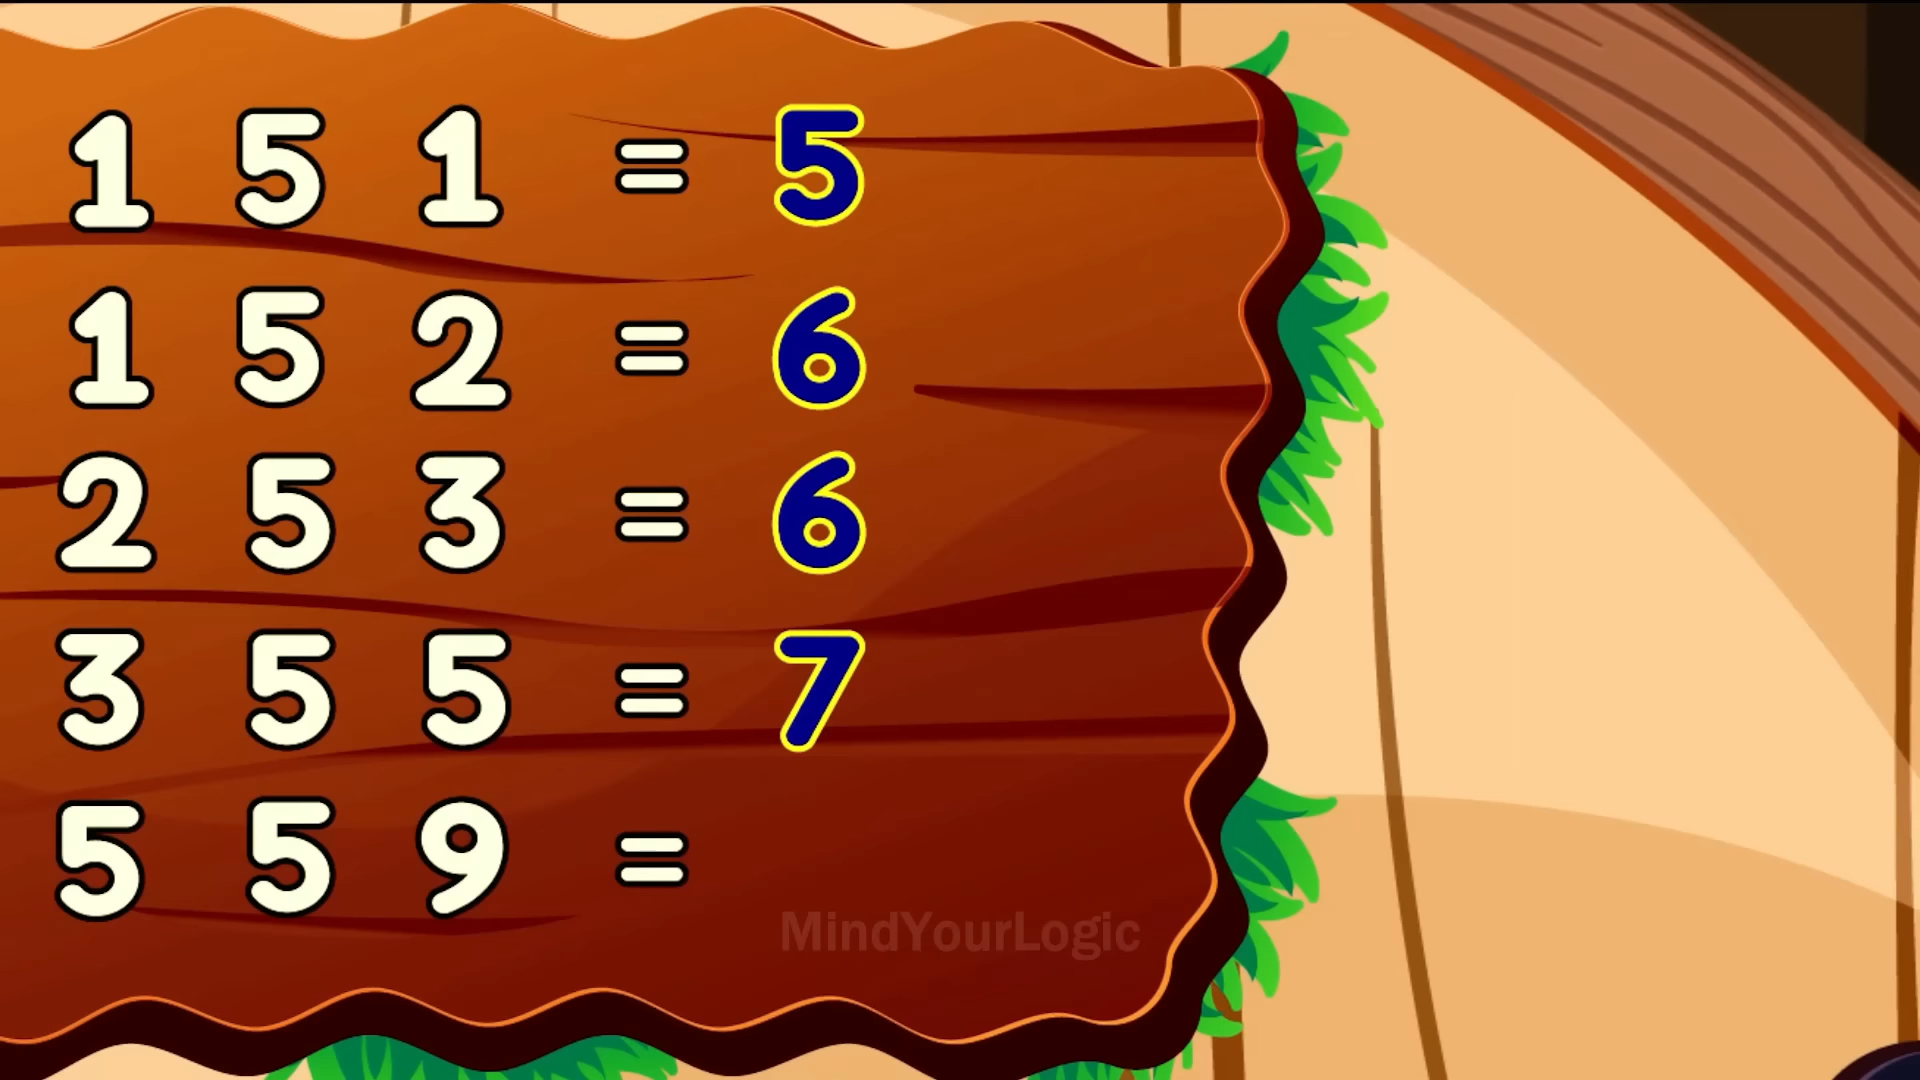 1 5 1 = 5
1 5 2 = 6
2 5 3 = 6
3 5 5 = 7
5 5 9 =
MindYourLogic